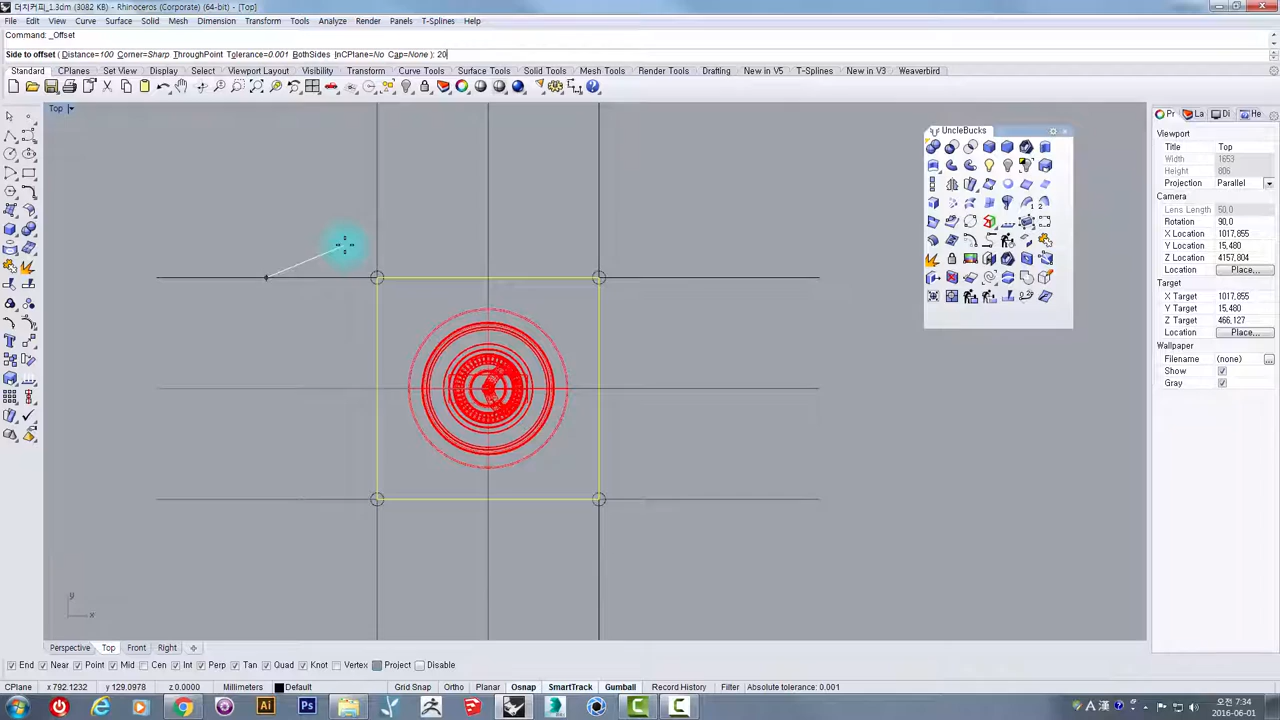 더치커피_1.3dm (3082 KB) - Rhinoceros (Corporate) (64-bit) - [Top]
File Edit View Curve Surface Solid Mesh Dimension Transform Tools Analyze Render Panels T-Splines Help
Command: _Offset
Side to offset ( Distance=100 Corner=Sharp ThroughPoint Tolerance=0.001 BothSides InCPlane=No Cap=None ): 20
Standard CPlanes Set View Display Select Viewport Layout Visibility Transform Curve Tools Surface Tools Solid Tools Mesh Tools Render Tools Drafting New in V5 T-Splines New in V3 Weaverbird
Top
Pr La Di He
UncleBucks
Viewport
Title Top
Width 1653
Height 806
Projection Parallel
Camera
Lens Length 50.0
Rotation 90.0
X Location 1017.855
Y Location 15.480
Z Location 4157.804
Location Place...
Target
X Target 1017.855
Y Target 15.480
Z Target 466.127
Location Place...
Wallpaper
Filename (none)
Show
Gray
y
x
Perspective Top Front Right
End Near Point Mid Cen Int Perp Tan Quad Knot Vertex Project Disable
CPlane x 792.1232 y 129.0978 z 0.0000 Millimeters Default Grid Snap Ortho Planar Osnap SmartTrack Gumball Record History Filter Absolute tolerance: 0.001
Ai Ps A 漢 오전 7:34
2016-06-01